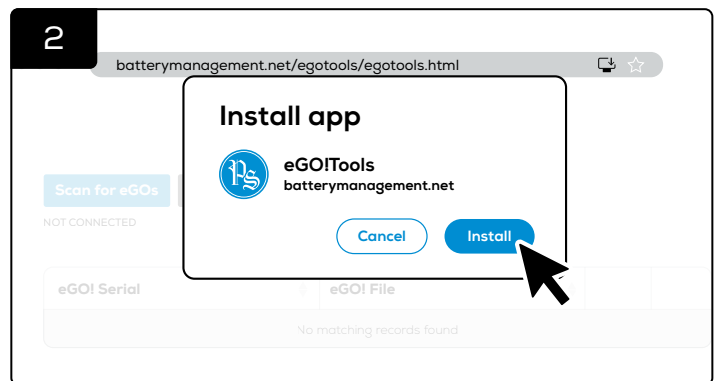 2
batterymanagement.net/egotools/egotools.html
Install app
PS
eGO!Tools
batterymanagement.net
Scan for eGOs
NOT CONNECTED
Cancel
Install
eGO! Serial
eGO! File
No matching records found